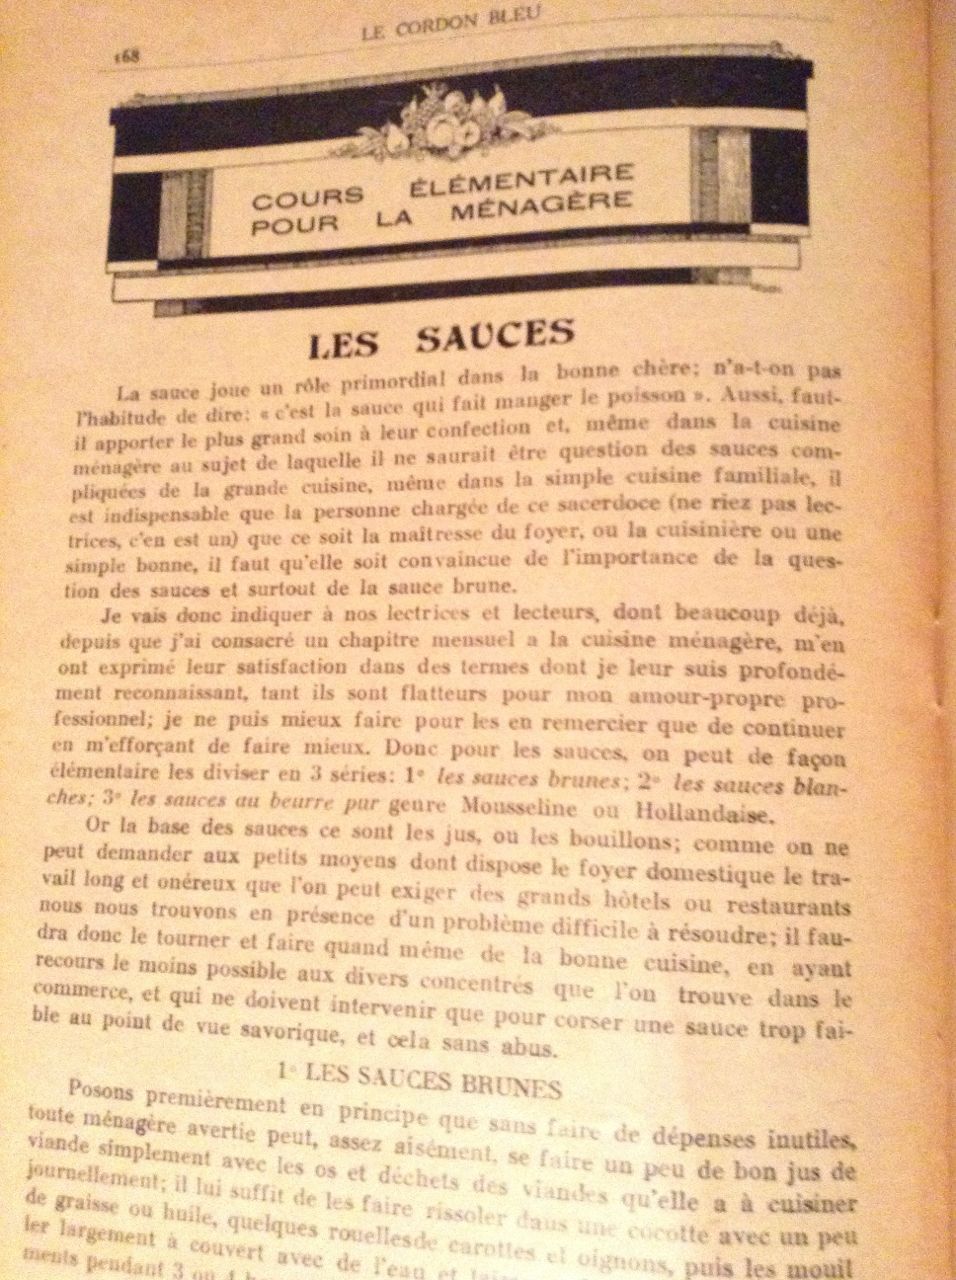 168
LE CORDON BLEU
COURS ÉLÉMENTAIRE
POUR LA MÉNAGÈRE
LES SAUCES
La sauce joue un rôle primordial dans la bonne chère; n'a-t-on pas
l'habitude de dire: « c'est la sauce qui fait manger le poisson ». Aussi, faut-
il apporter le plus grand soin à leur confection et, même dans la cuisine
ménagère au sujet de laquelle il ne saurait être question des sauces com-
pliquées de la grande cuisine, même dans la simple cuisine familiale, il
est indispensable que la personne chargée de ce sacerdoce (ne riez pas lec-
trices, c'en est un) que ce soit la maîtresse du foyer, ou la cuisinière ou une
simple bonne, il faut qu'elle soit convaincue de l'importance de la ques-
tion des sauces et surtout de la sauce brune.
Je vais donc indiquer à nos lectrices et lecteurs, dont beaucoup déjà,
depuis que j'ai consacré un chapitre mensuel a la cuisine ménagère, m'en
ont exprimé leur satisfaction dans des termes dont je leur suis profondé-
ment reconnaissant, tant ils sont flatteurs pour mon amour-propre pro-
fessionnel; je ne puis mieux faire pour les en remercier que de continuer
en m'efforçant de faire mieux. Donc pour les sauces, on peut de façon
élémentaire les diviser en 3 séries: 1° les sauces brunes; 2° les sauces blan-
ches; 3° les sauces au beurre pur genre Mousseline ou Hollandaise.
Or la base des sauces ce sont les jus, ou les bouillons; comme on ne
peut demander aux petits moyens dont dispose le foyer domestique le tra-
vail long et onéreux que l'on peut exiger des grands hôtels ou restaurants
nous nous trouvons en présence d'un problème difficile à résoudre; il fau-
dra donc le tourner et faire quand même de la bonne cuisine, en ayant
recours le moins possible aux divers concentrés que l'on trouve dans le
commerce, et qui ne doivent intervenir que pour corser une sauce trop fai-
ble au point de vue savorique, et cela sans abus.
1° LES SAUCES BRUNES
Posons premièrement en principe que sans faire de dépenses inutiles,
toute ménagère avertie peut, assez aisément, se faire un peu de bon jus de
viande simplement avec les os et déchets des viandes qu'elle a à cuisiner
journellement; il lui suffit de les faire rissoler dans une cocotte avec un peu
de graisse ou huile, quelques rouelles de carottes et oignons, puis les mouil
ler largement à couvert avec de l'eau et
ments pendant 3 ou 4